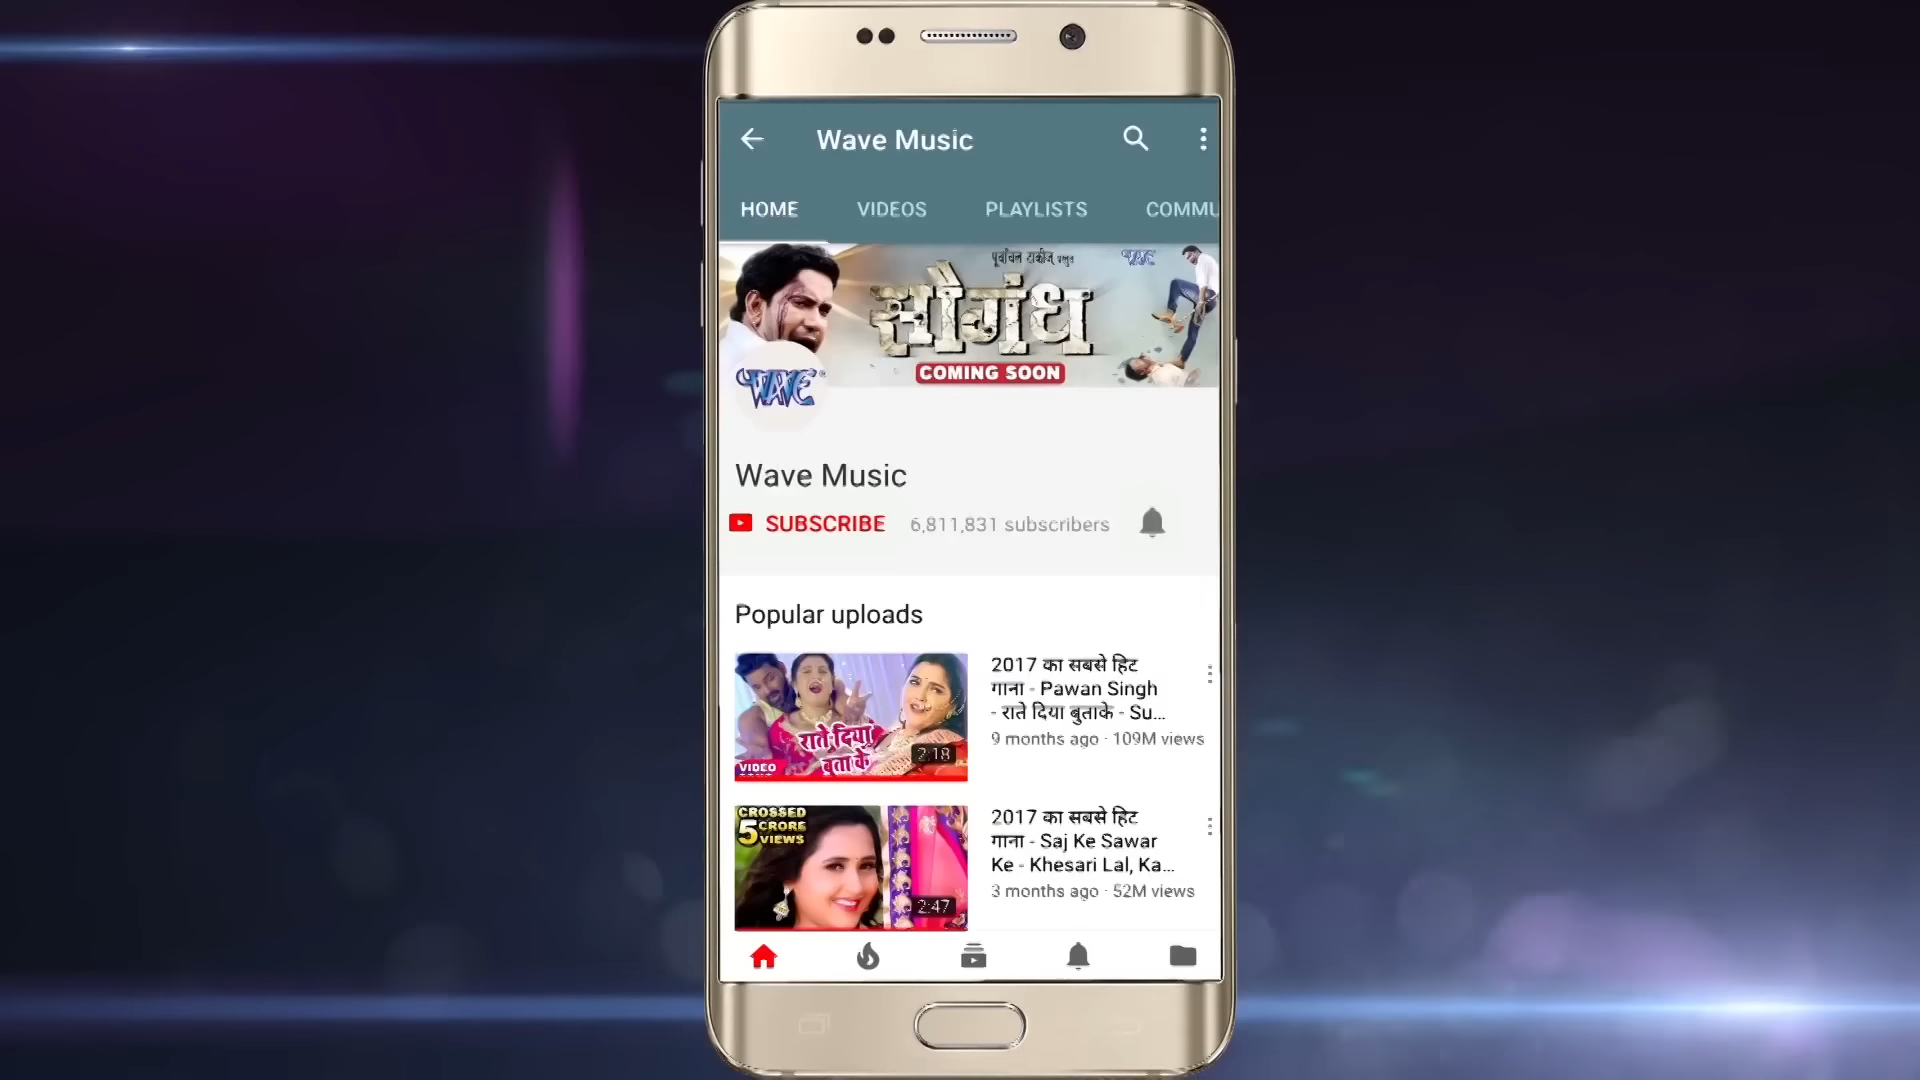 Wave Music
HOME VIDEOS PLAYLISTS COMMU
पूर्वांचल टाकीज् प्रस्तुत
WAVE
सौगंध
COMING SOON
WAVE
Wave Music
SUBSCRIBE 6,811,831 subscribers
Popular uploads
राते दिया
बुता के
VIDEO
2:18
2017 का सबसे हिट
गाना - Pawan Singh
- राते दिया बुताके - Su...
9 months ago · 109M views
CROSSED
5 CRORE
VIEWS
2:47
2017 का सबसे हिट
गाना - Saj Ke Sawar
Ke - Khesari Lal, Ka...
3 months ago · 52M views